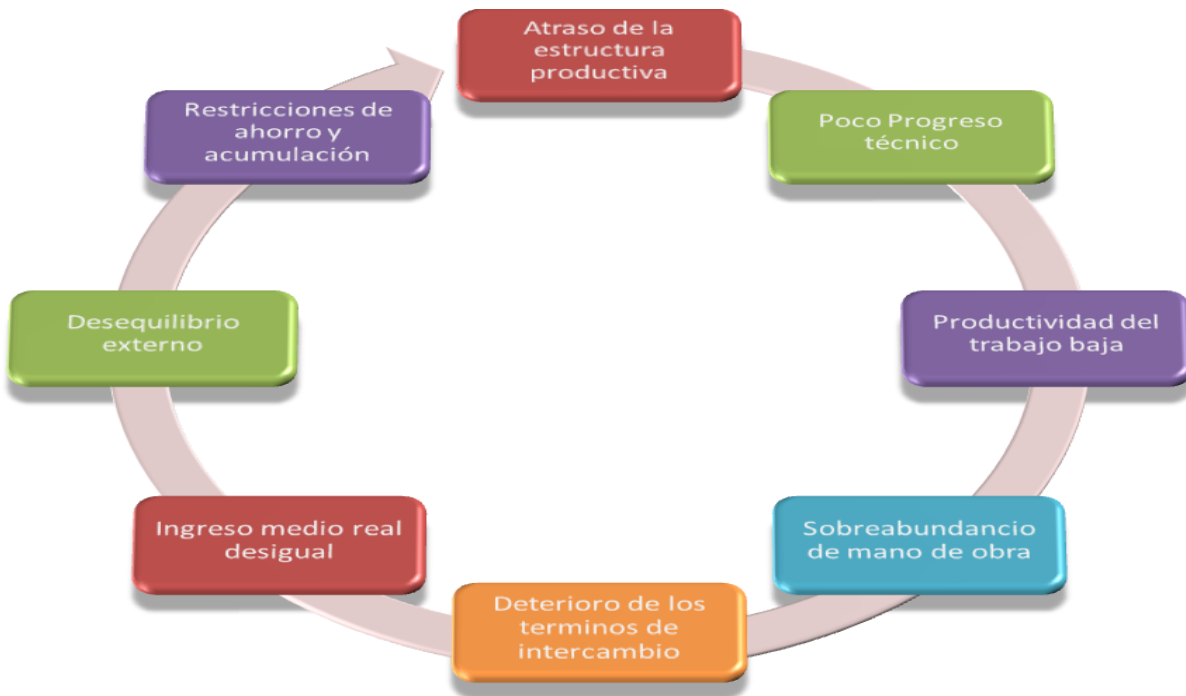 Atraso de la
estructura
productiva
Poco Progreso
técnico
Productividad del
trabajo baja
Sobreabundancio
de mano de obra
Deterioro de los
terminos de
intercambio
Ingreso medio real
desigual
Desequilibrio
externo
Restricciones de
ahorro y
acumulación